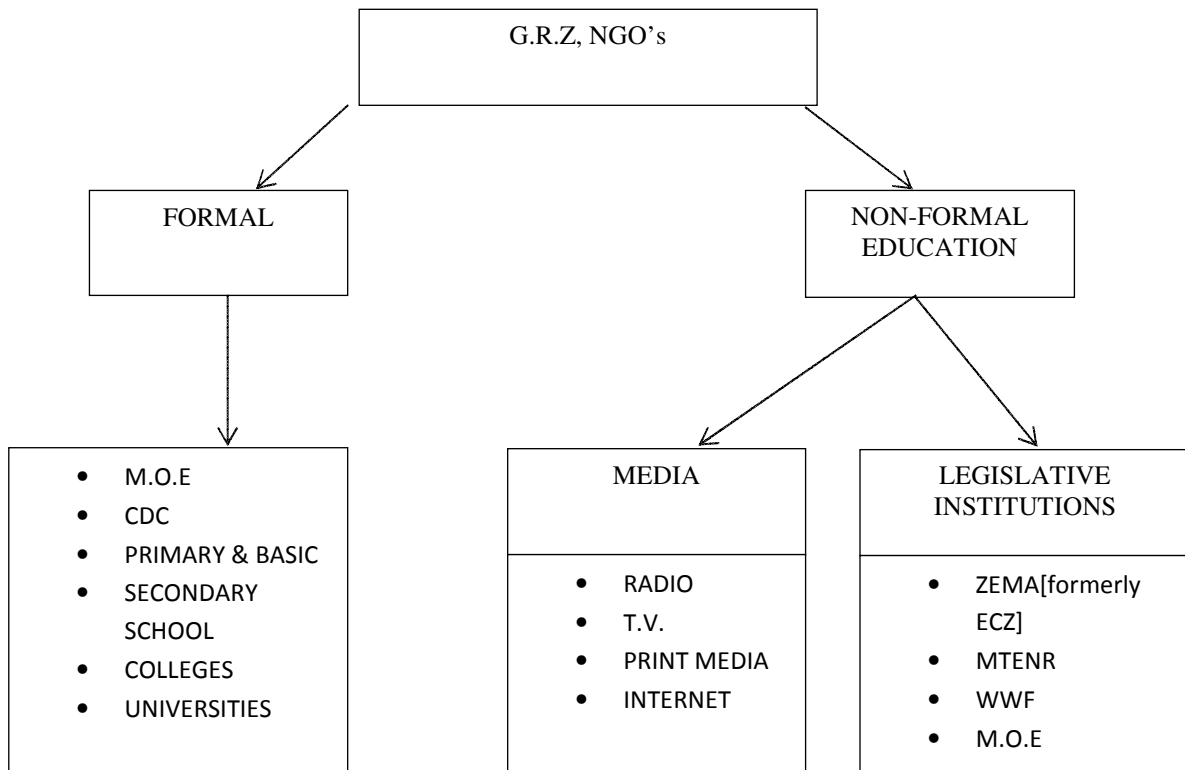 G.R.Z, NGO’s
FORMAL
NON-FORMAL
EDUCATION
• M.O.E
• CDC
• PRIMARY & BASIC
• SECONDARY
SCHOOL
• COLLEGES
• UNIVERSITIES
MEDIA
• RADIO
• T.V.
• PRINT MEDIA
• INTERNET
LEGISLATIVE
INSTITUTIONS
• ZEMA[formerly
ECZ]
• MTENR
• WWF
• M.O.E